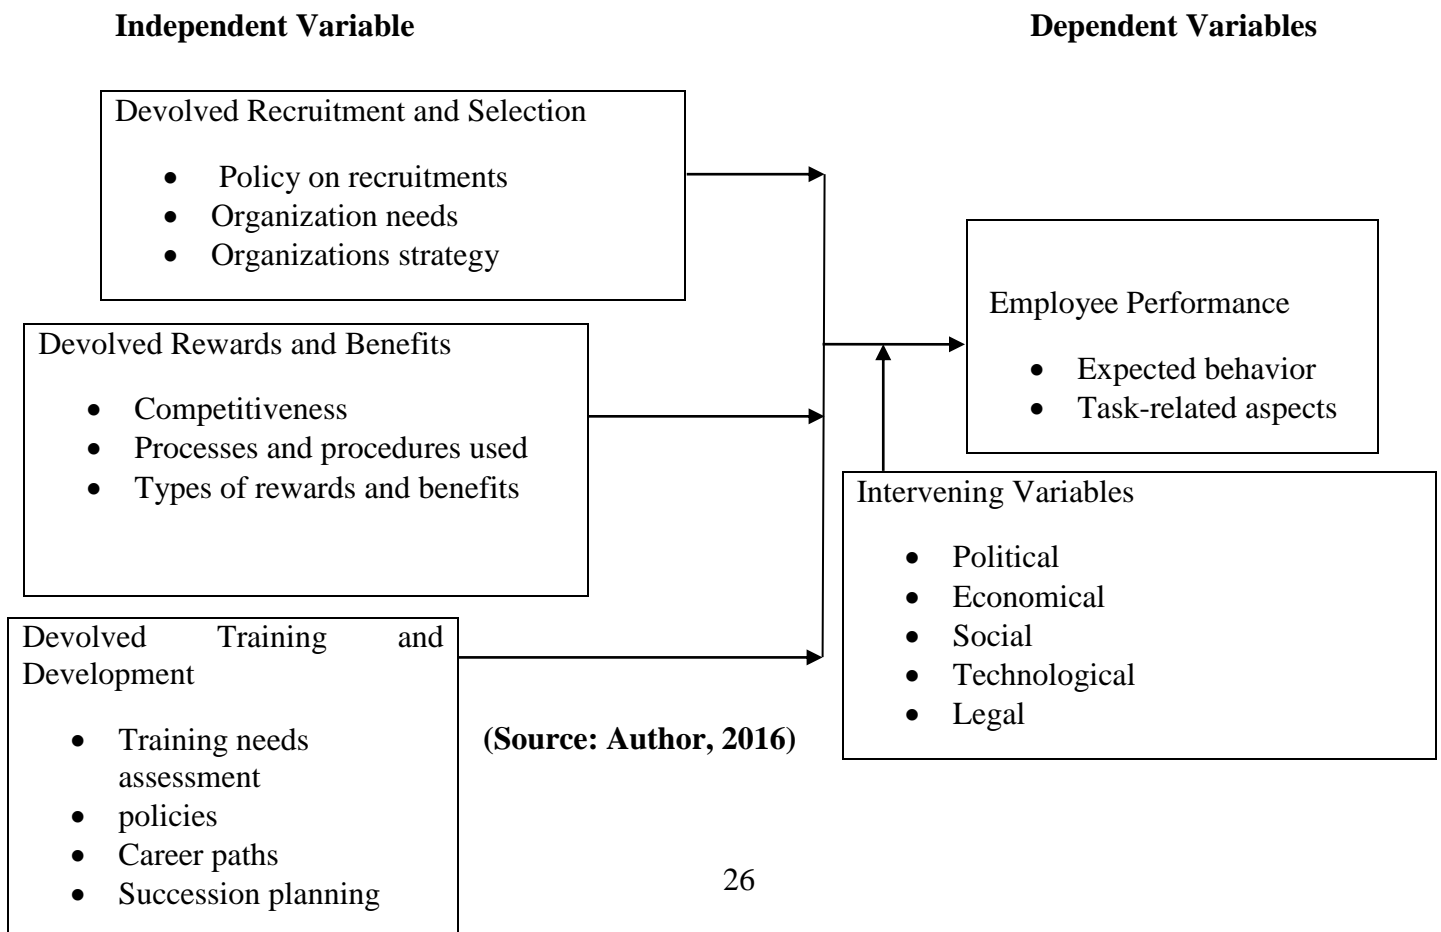 Independent Variable
Dependent Variables
Devolved Recruitment and Selection
• Policy on recruitments
• Organization needs
• Organizations strategy
Employee Performance
• Expected behavior
• Task-related aspects
Devolved Rewards and Benefits
• Competitiveness
• Processes and procedures used
• Types of rewards and benefits
Intervening Variables
• Political
• Economical
• Social
• Technological
• Legal
Devolved Training and
Development
• Training needs
assessment
• policies
• Career paths
• Succession planning
(Source: Author, 2016)
26